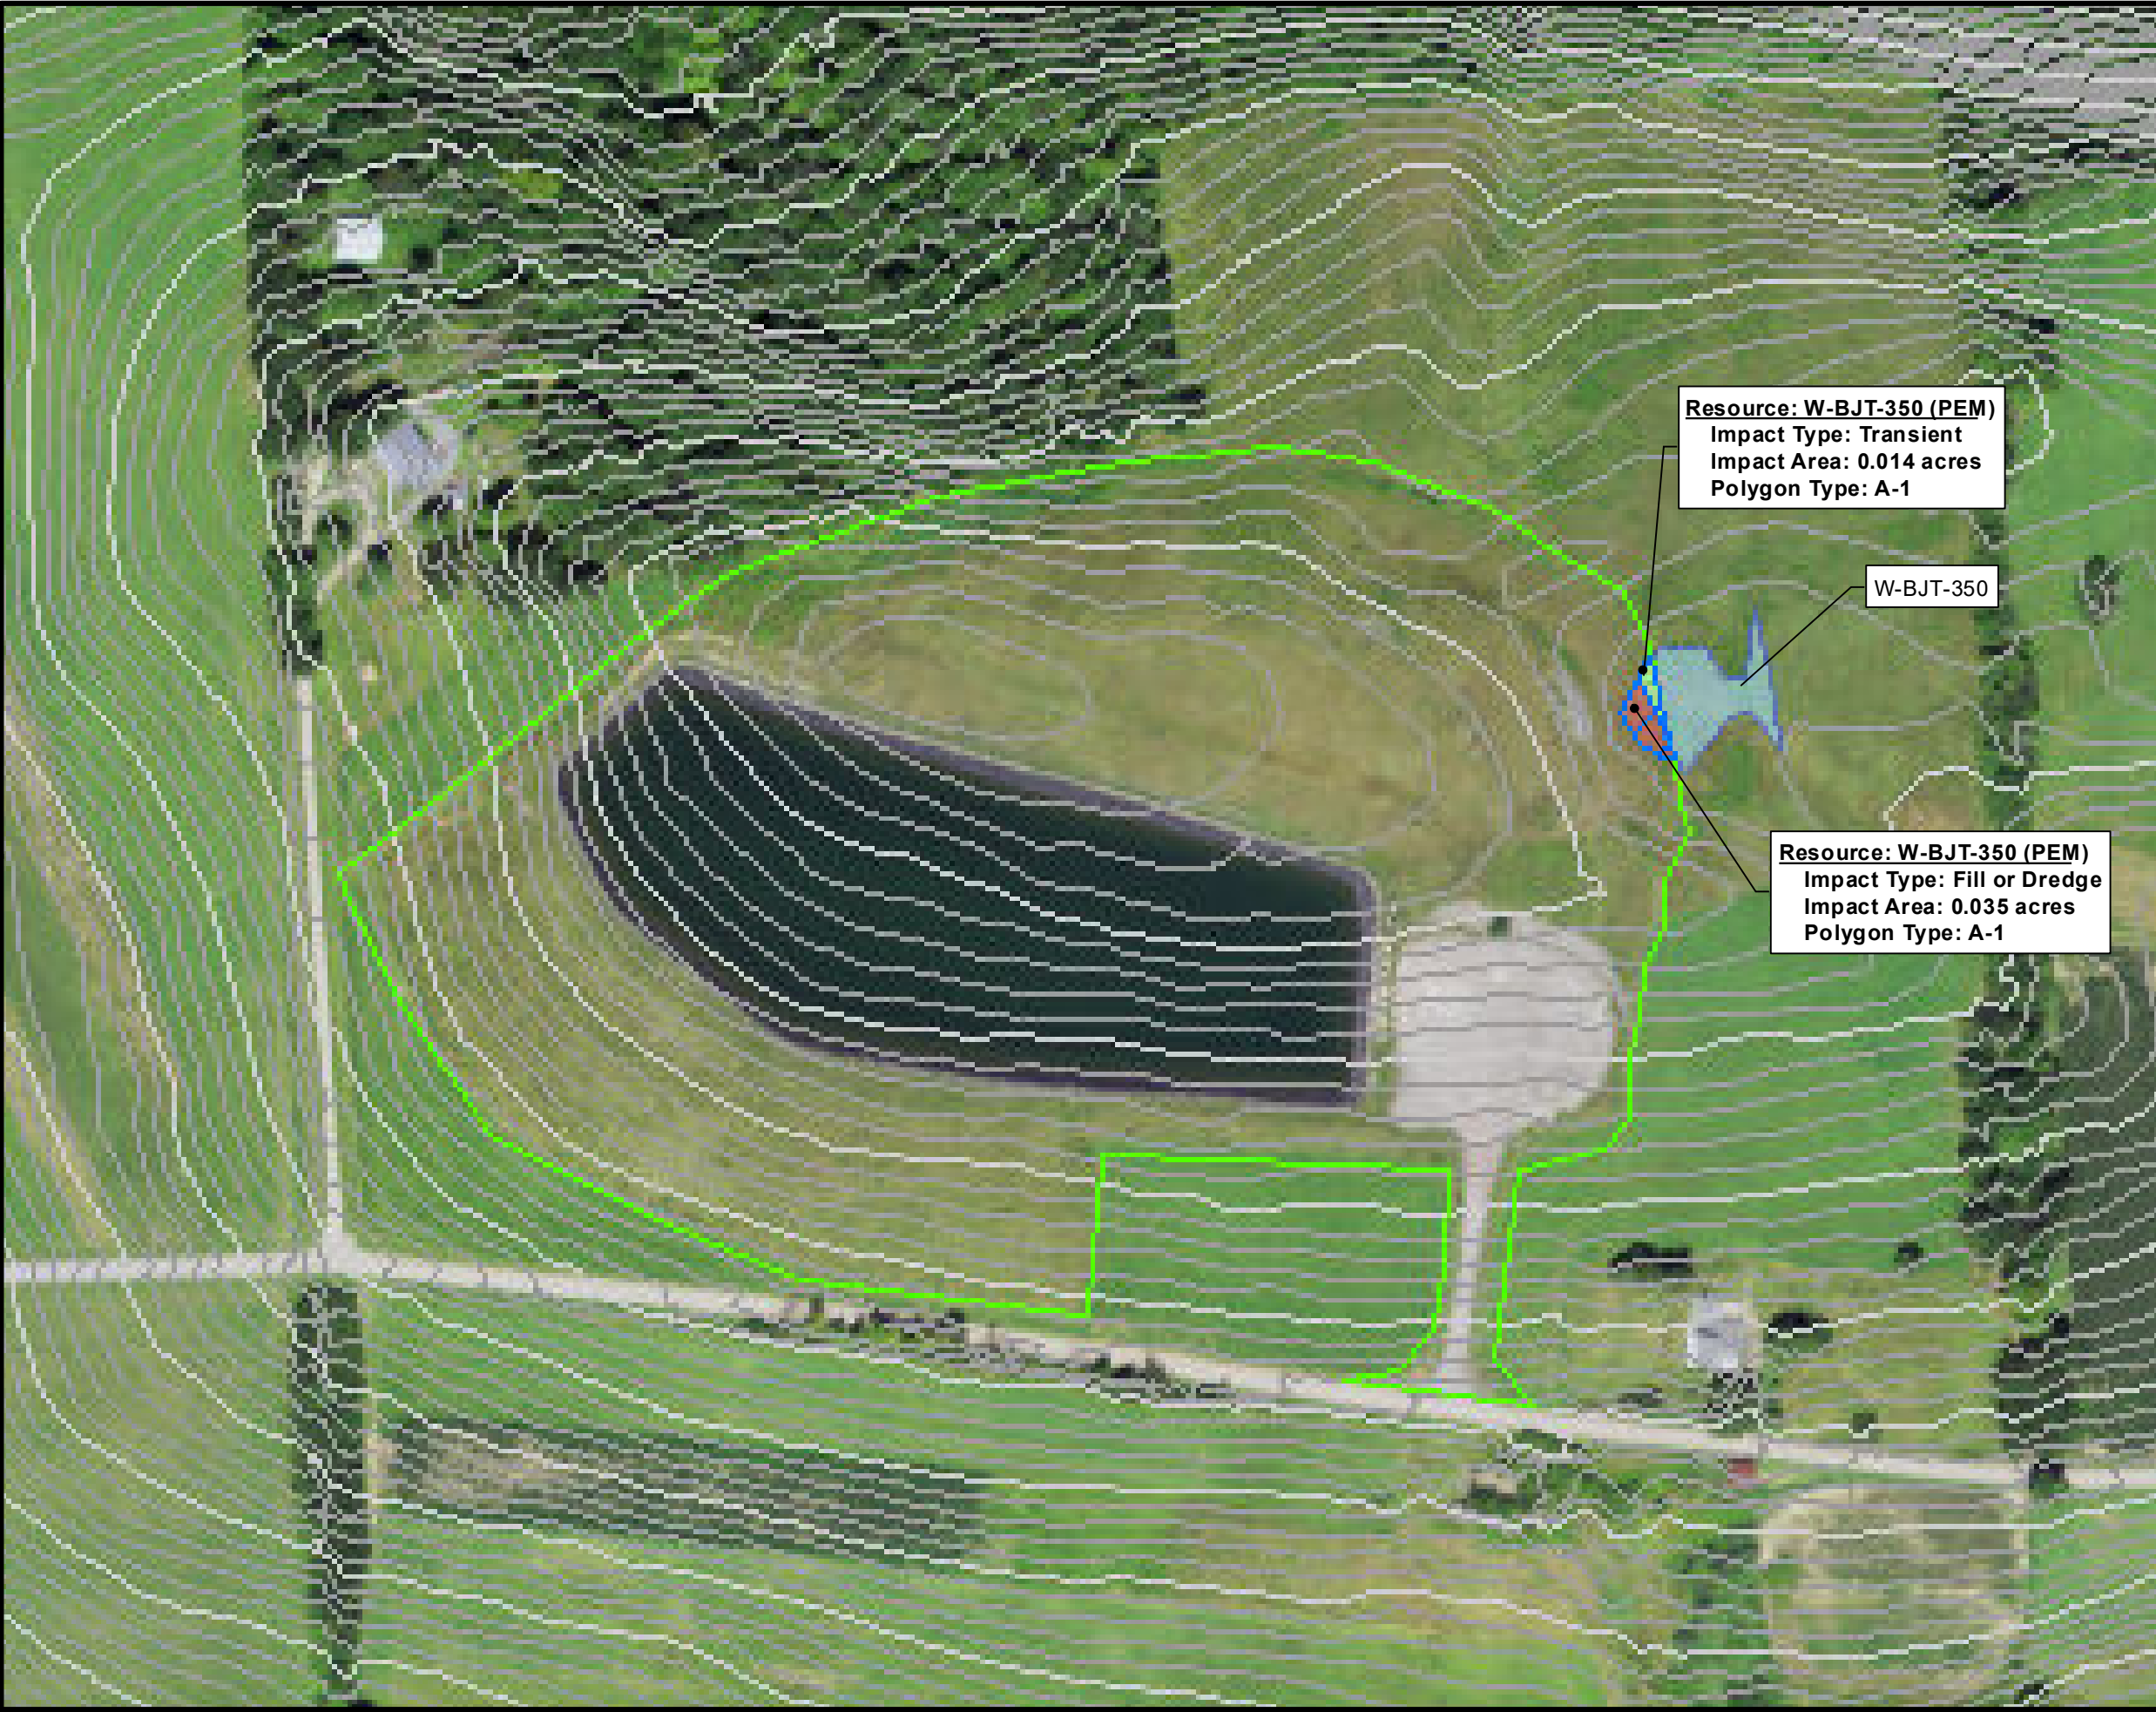 Resource: W-BJT-350 (PEM)
Impact Type: Transient
Impact Area: 0.014 acres
Polygon Type: A-1
W-BJT-350
Resource: W-BJT-350 (PEM)
Impact Type: Fill or Dredge
Impact Area: 0.035 acres
Polygon Type: A-1